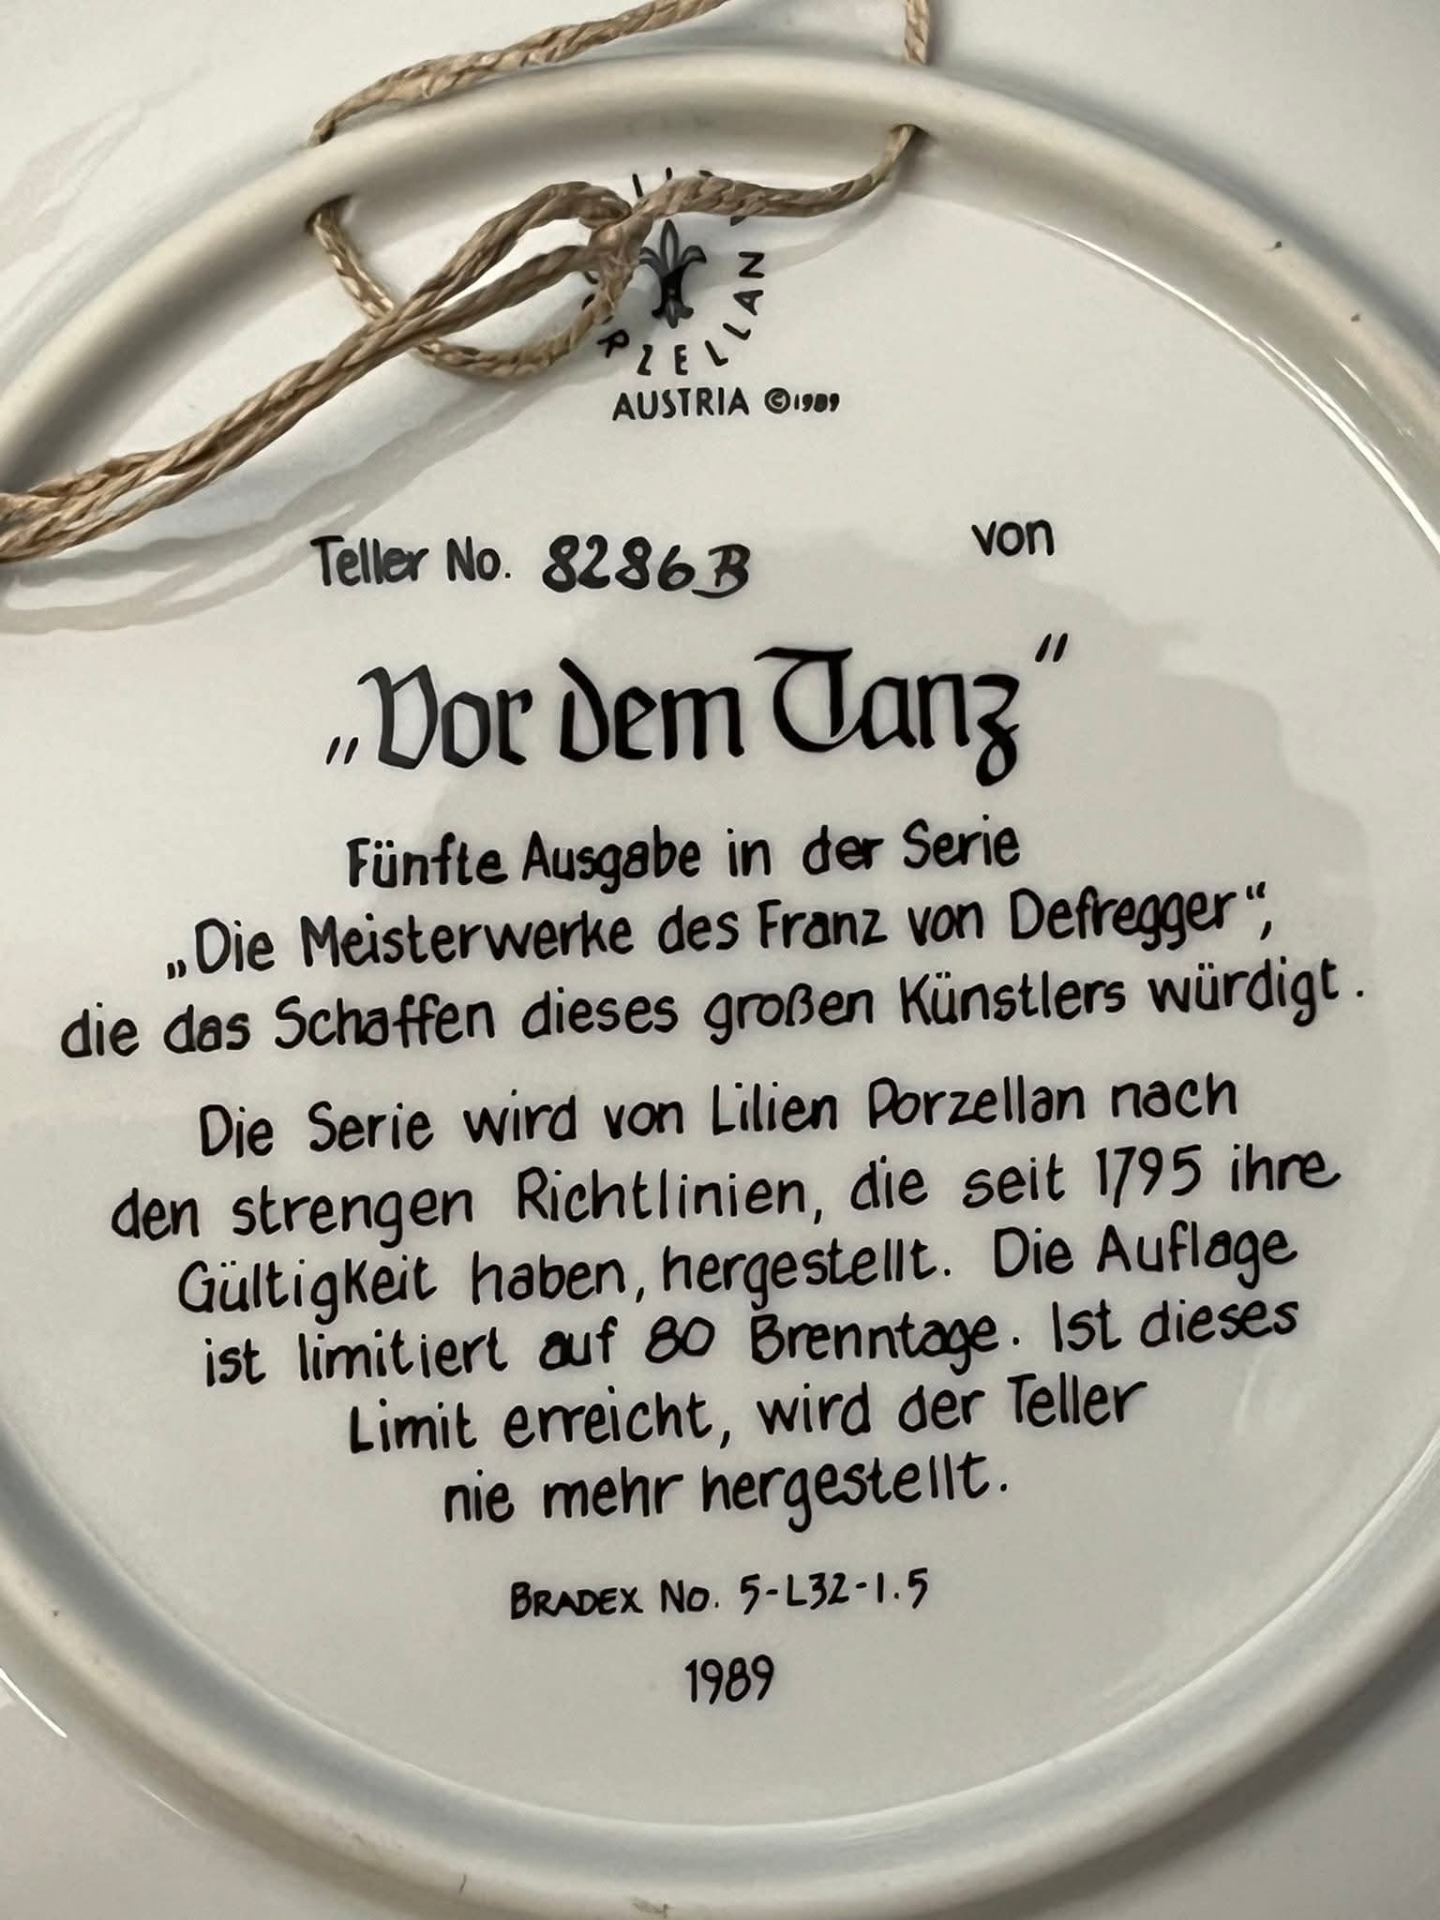 RZELLAN
AUSTRIA ©1989
Teller No. 8286B von
„Vor dem Tanz"
Fünfte Ausgabe in der Serie
„Die Meisterwerke des Franz von Defregger“,
die das Schaffen dieses großen Künstlers würdigt.
Die Serie wird von Lilien Porzellan nach
den strengen Richtlinien, die seit 1795 ihre
Gültigkeit haben, hergestellt. Die Auflage
ist limitiert auf 80 Brenntage. Ist dieses
Limit erreicht, wird der Teller
nie mehr hergestellt.
BRADEX NO. 5-L32-1.5
1989